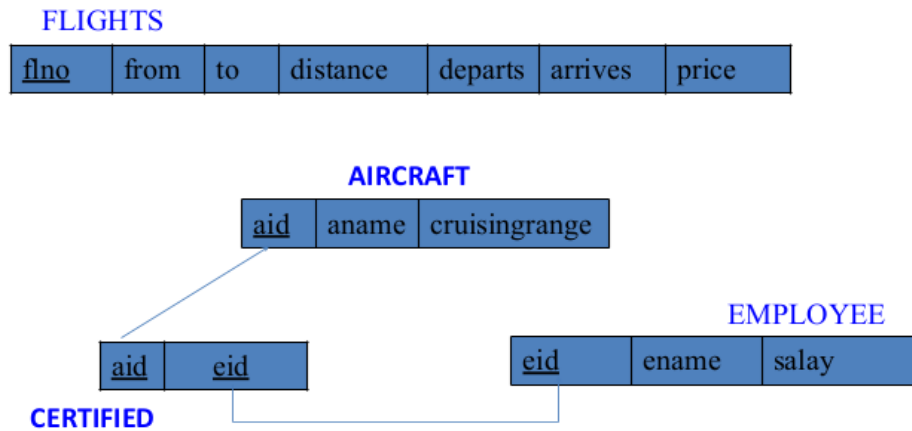 FLIGHTS
flno from to distance departs arrives price
AIRCRAFT
aid aname cruisingrange
EMPLOYEE
aid eid
eid ename salay
CERTIFIED